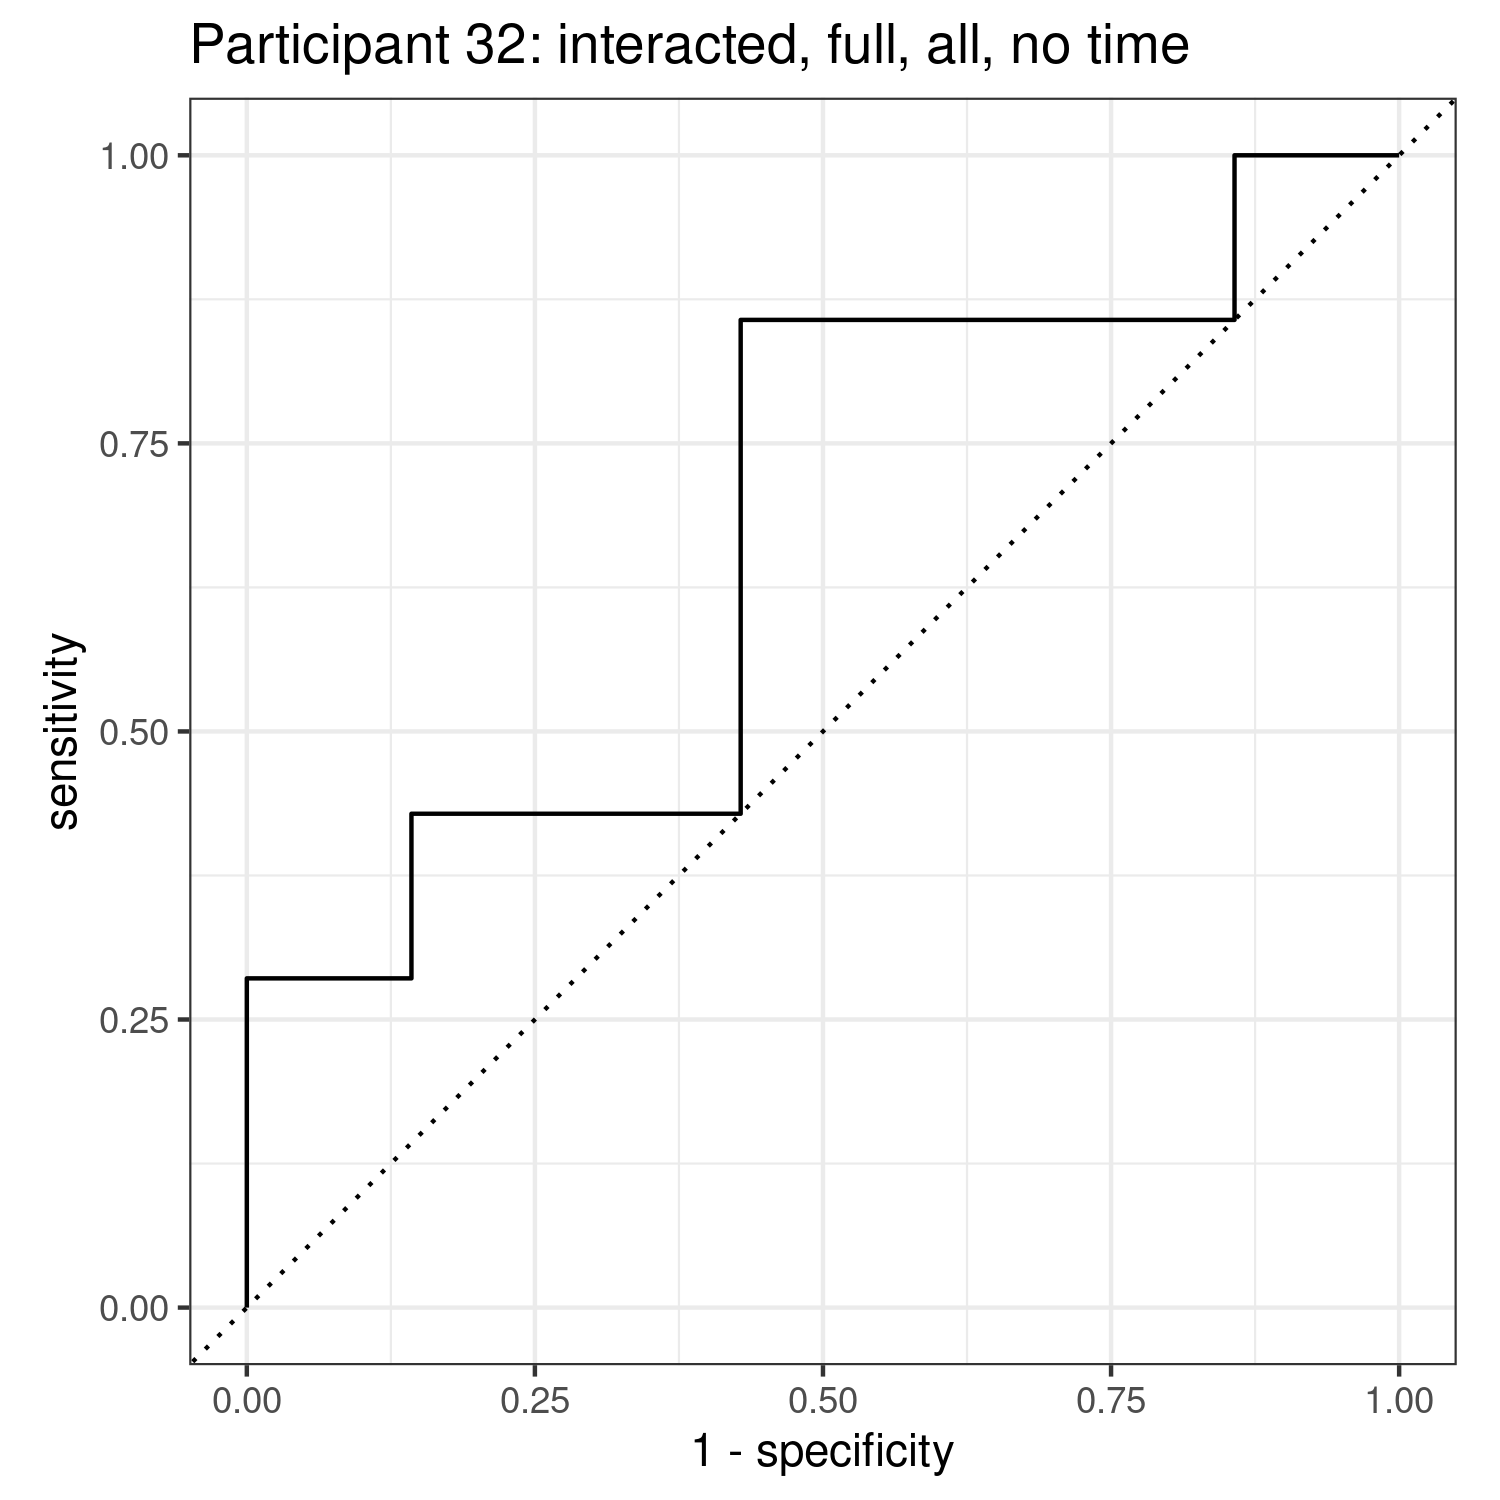 Participant 32: interacted, full, all, no time
1.00
0.75
0.50
0.25
0.00
sensitivity
0.00 0.25 0.50 0.75 1.00
1 - specificity